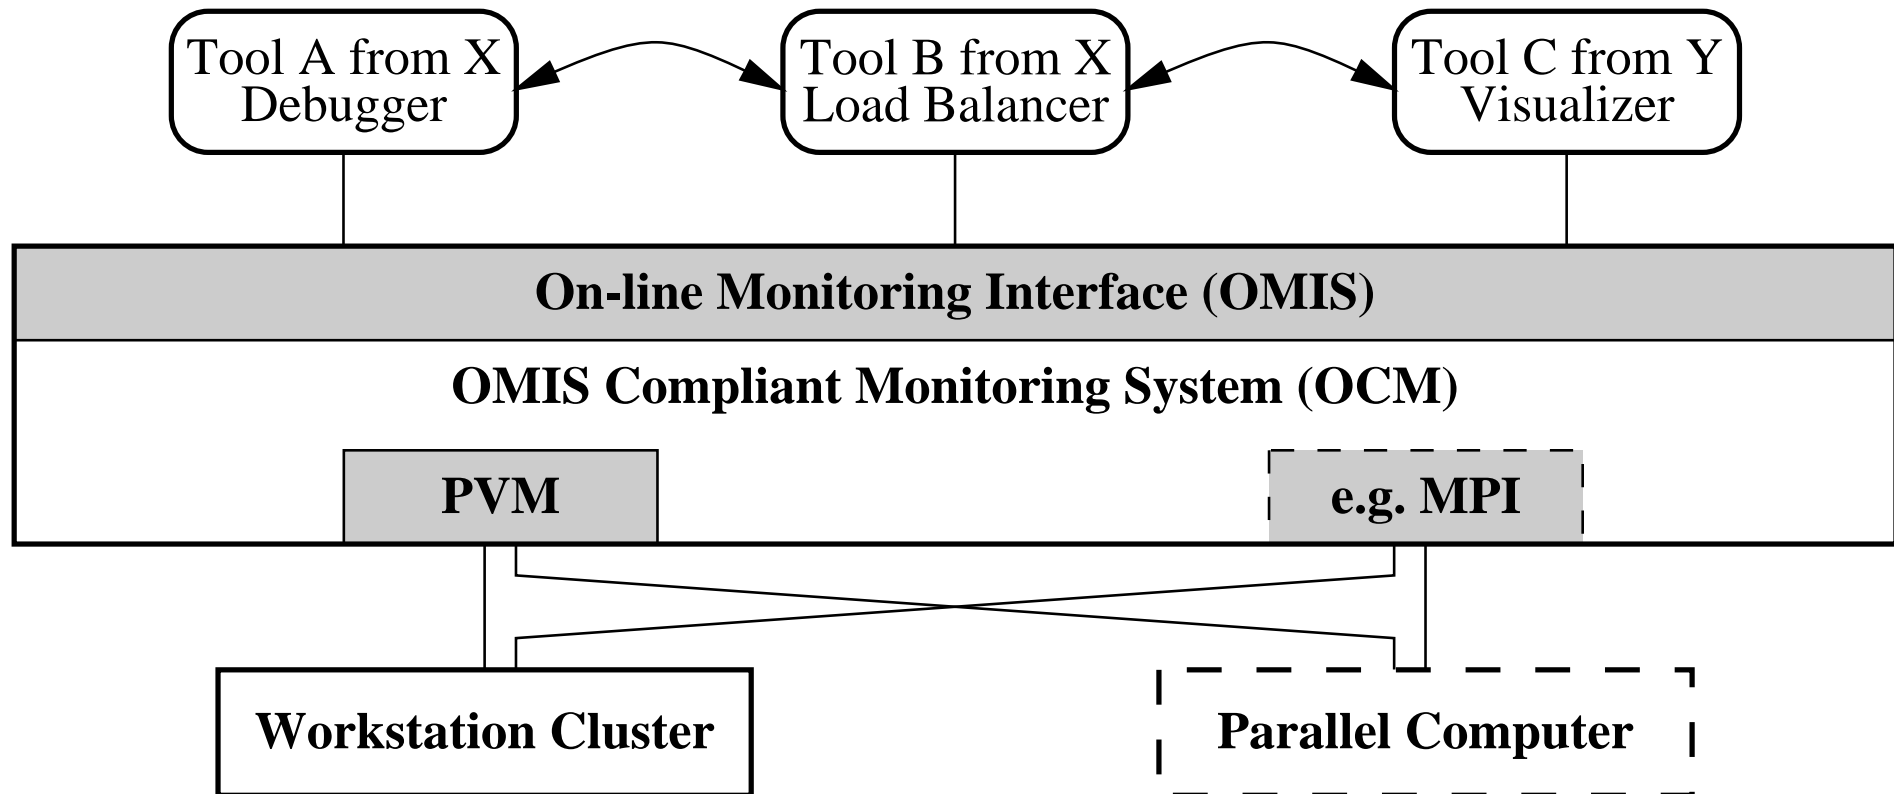 Tool A from X
Debugger
Tool B from X
Load Balancer
Tool C from Y
Visualizer
On-line Monitoring Interface (OMIS)
OMIS Compliant Monitoring System (OCM)
PVM
e.g. MPI
Workstation Cluster
Parallel Computer